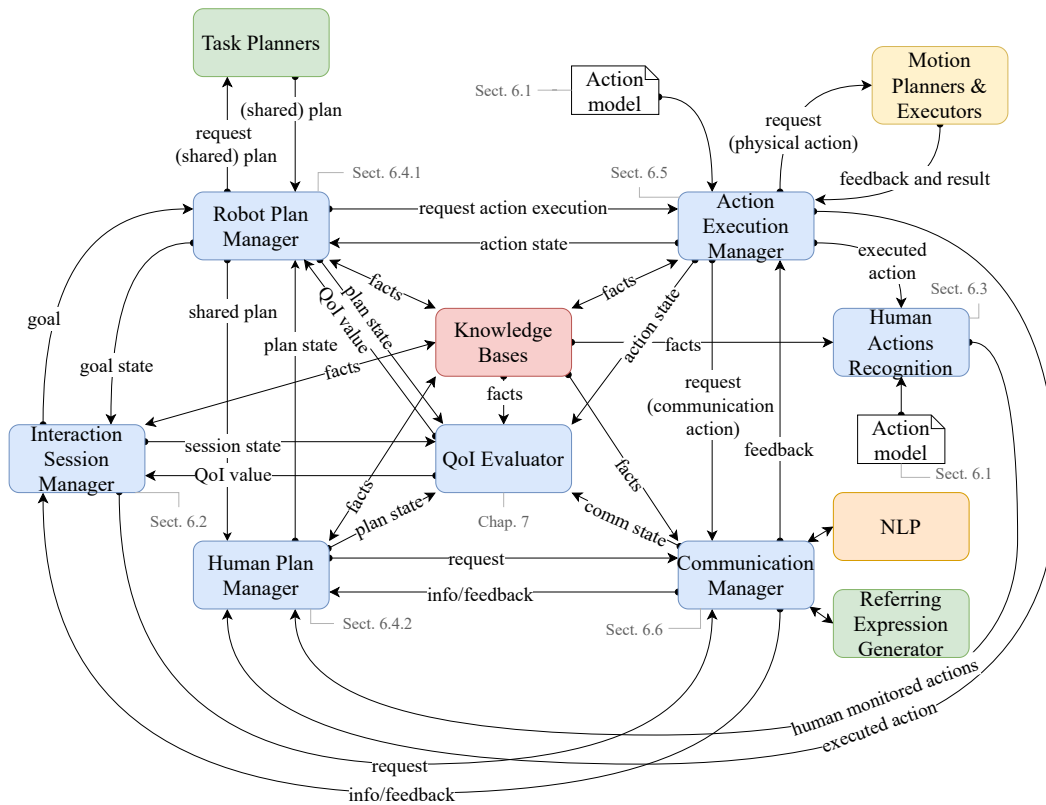 Task Planners
Action
model
Sect. 6.1
Motion
Planners &
Executors
(shared) plan
request
(shared) plan
request
(physical action)
feedback and result
Sect. 6.4.1
Sect. 6.5
Robot Plan
Manager
request action execution
action state
Action
Execution
Manager
executed
action
facts
facts
QoI value
plan state
action state
Sect. 6.3
goal
shared plan
plan state
Knowledge
Bases
facts
Human
Actions
Recognition
goal state
facts
facts
request
(communication
action)
feedback
Action
model
Sect. 6.1
Interaction
Session
Manager
session state
QoI value
QoI Evaluator
facts
Sect. 6.2
facts
plan state
Chap. 7
comm state
NLP
Human Plan
Manager
request
info/feedback
Communication
Manager
Sect. 6.4.2
Sect. 6.6
Referring
Expression
Generator
human monitored actions
executed action
request
info/feedback